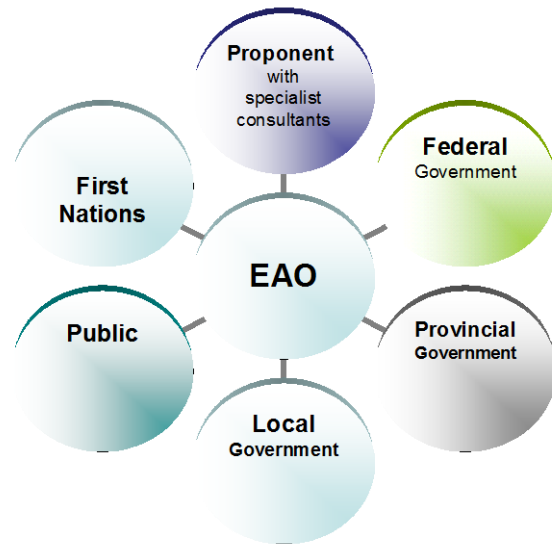 Proponent
with
specialist
consultants
Federal
Government
First
Nations
EAO
Public
Provincial
Government
Local
Government